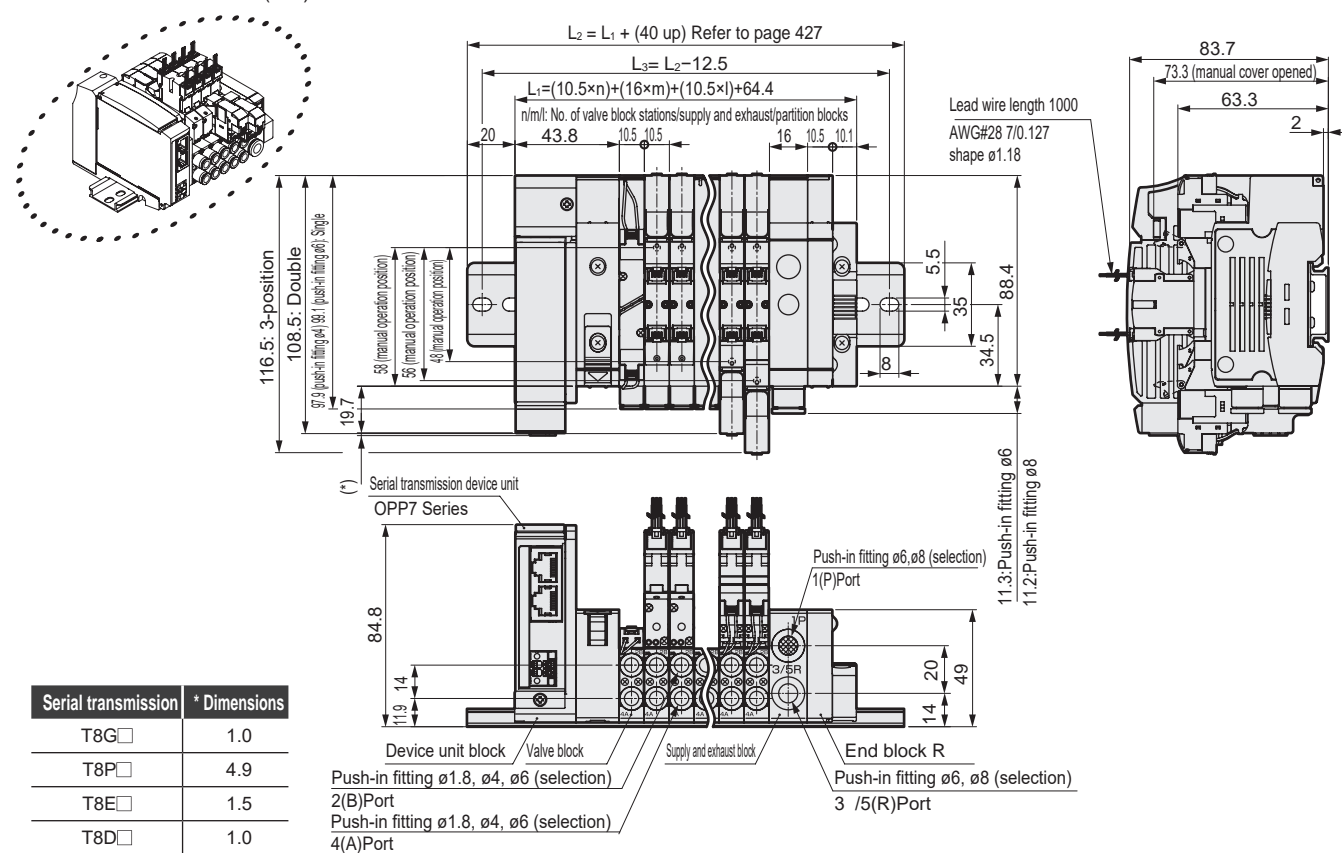 L₂ = L₁ + (40 up) Refer to page 427
L₃= L₂−12.5
L₁=(10.5×n)+(16×m)+(10.5×l)+64.4
n/m/l: No. of valve block stations/supply and exhaust/partition blocks
20
43.8
10.5
10.5
16
10.5
10.1
83.7
73.3 (manual cover opened)
63.3
2
Lead wire length 1000
AWG#28 7/0.127
shape ø1.18
116.5: 3-position
108.5: Double
97.9 (push-in fitting ø4) 99.1 (push-in fitting ø6): Single
58 (manual operation position)
56 (manual operation position)
48 (manual operation position)
19.7
(*)
5.5
35
34.5
88.4
8
11.3:Push-in fitting ø6
11.2:Push-in fitting ø8
Serial transmission device unit
OPP7 Series
84.8
14
11.9
Push-in fitting ø6,ø8 (selection)
1(P)Port
1P
3/5R
4A
4A
4A
4A
4A
4A
20
14
49
Device unit block
Valve block
Supply and exhaust block
End block R
Push-in fitting ø1.8, ø4, ø6 (selection)
2(B)Port
Push-in fitting ø1.8, ø4, ø6 (selection)
4(A)Port
Push-in fitting ø6, ø8 (selection)
3 /5(R)Port
Serial transmission * Dimensions
T8G□ 1.0
T8P□ 4.9
T8E□ 1.5
T8D□ 1.0